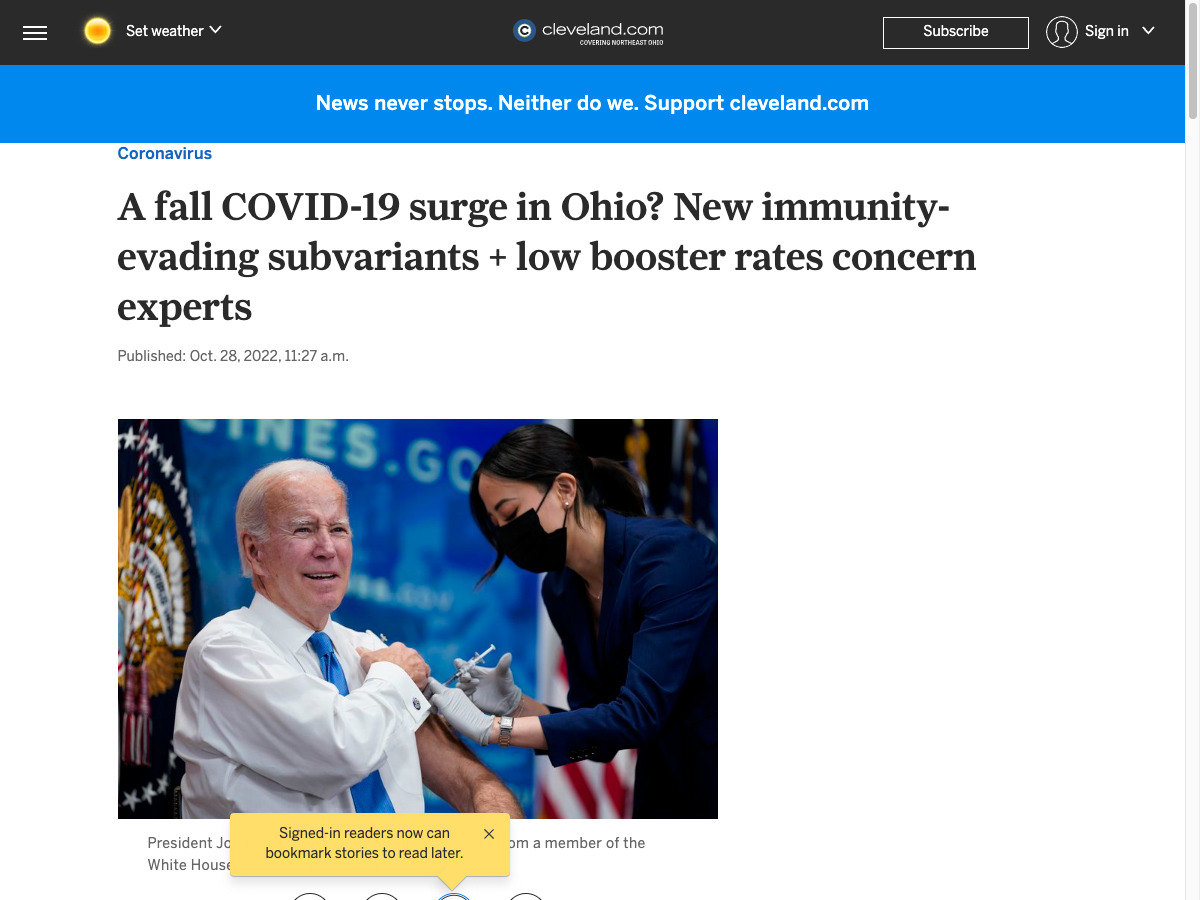 Set weather
cleveland.com
COVERING NORTHEAST OHIO
Subscribe
Sign in
News never stops. Neither do we. Support cleveland.com
Coronavirus
A fall COVID-19 surge in Ohio? New immunity-
evading subvariants + low booster rates concern
experts
Published: Oct. 28, 2022, 11:27 a.m.
CINES.GO
President Jo
om a member of the
White House
Signed-in readers now can
bookmark stories to read later.